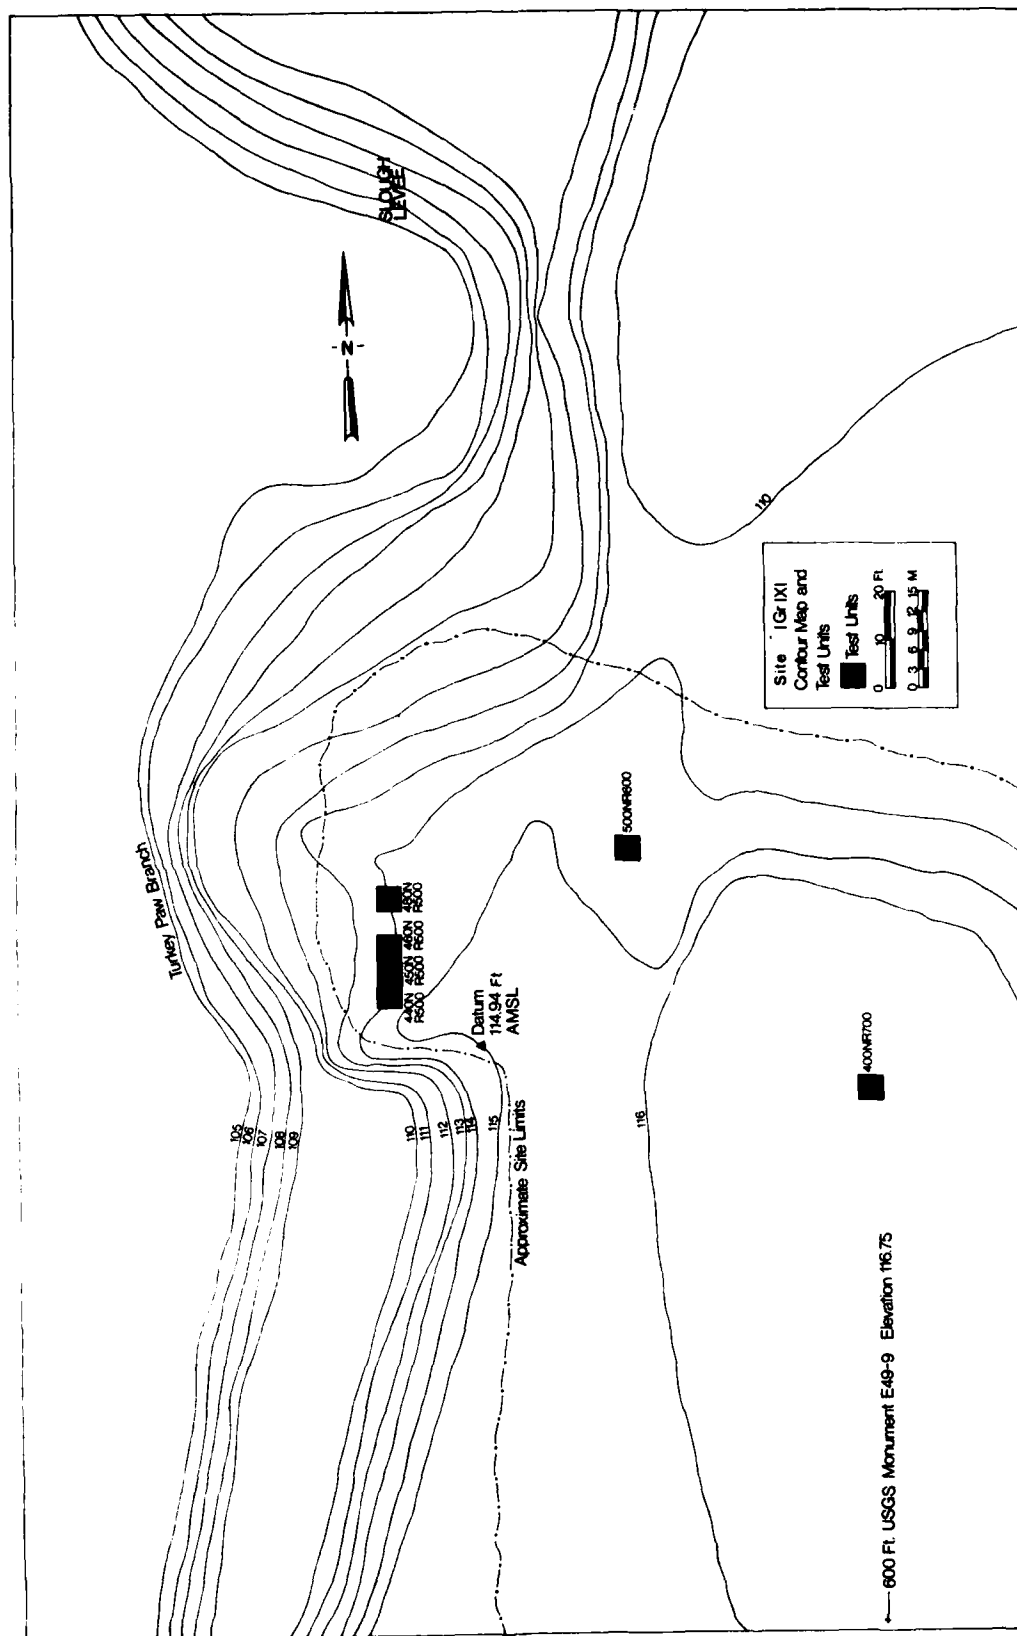 SLOUGH
LEVEE
N
Turkey Paw Branch
105
106
107
108
109
110
111
112
113
114
115
116
110
440N 450N 460N 480N
R500 R500 R500 R500
500NR600
400NR700
Datum
114.94 Ft
AMSL
Approximate Site Limits
600 Ft. USGS Monument E49-9 Elevation 116.75
Site 1Gr1X1
Contour Map and
Test Units
Test Units
0 10 20 Ft
0 3 6 9 12 15 M